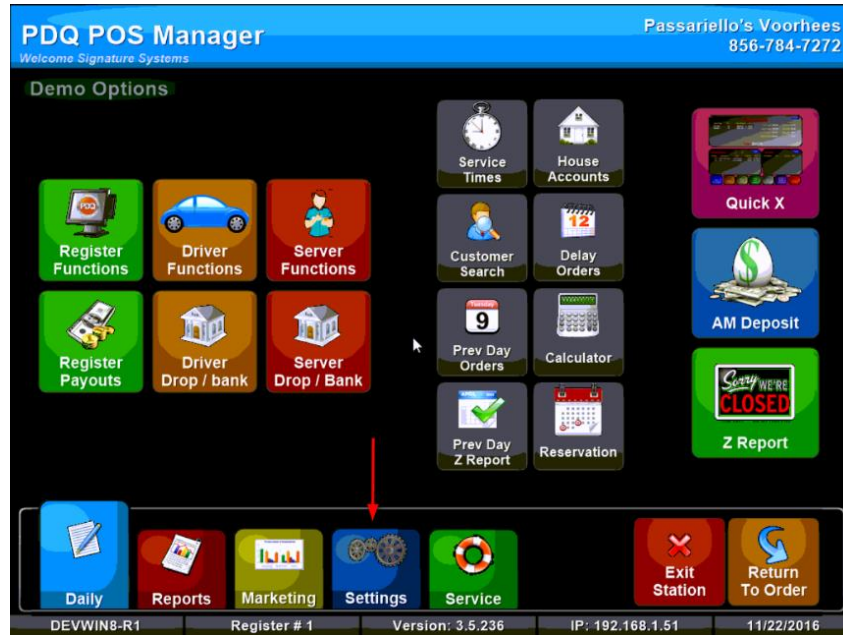 PDQ POS Manager
Welcome Signature Systems
Passariello's Voorhees
856-784-7272
Demo Options
Register
Functions
Driver
Functions
Server
Functions
Register
Payouts
Driver
Drop / bank
Server
Drop / Bank
Service
Times
House
Accounts
Customer
Search
12
Delay
Orders
Tuesday
9
Prev Day
Orders
Calculator
APRIL
Prev Day
Z Report
Reservation
Quick X
AM Deposit
Sorry WE'RE
CLOSED
Z Report
PDQ
Daily
Reports
Marketing
Settings
Service
Exit
Station
Return
To Order
DEVWIN8-R1
Register # 1
Version: 3.5.236
IP: 192.168.1.51
11/22/2016